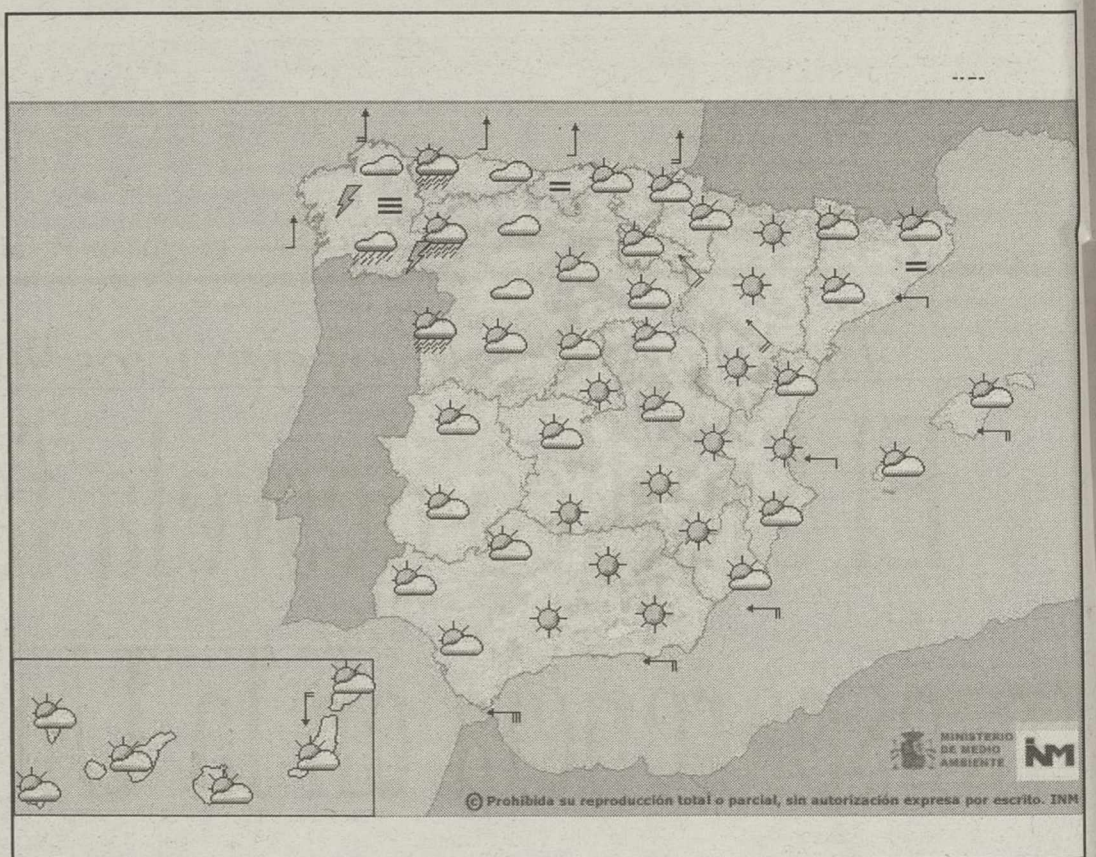 MINISTERIO
DE MEDIO
AMBIENTE
INM
© Prohibida su reproducción total o parcial, sin autorización expresa por escrito. INM